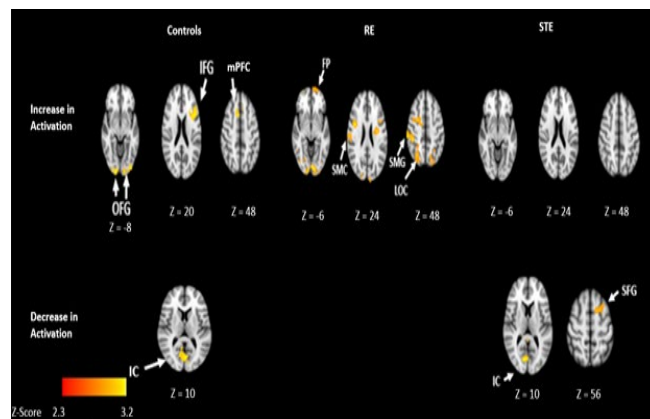 Controls RE STE
Increase in
Activation
IFG mPFC FP
OFG SMC SMG LOC
Z = -8 Z = 20 Z = 48 Z = -6 Z = 24 Z = 48 Z = -6 Z = 24 Z = 48
Decrease in
Activation
IC IC SFG
Z = 10 Z = 10 Z = 56
Z-Score 2.3 3.2